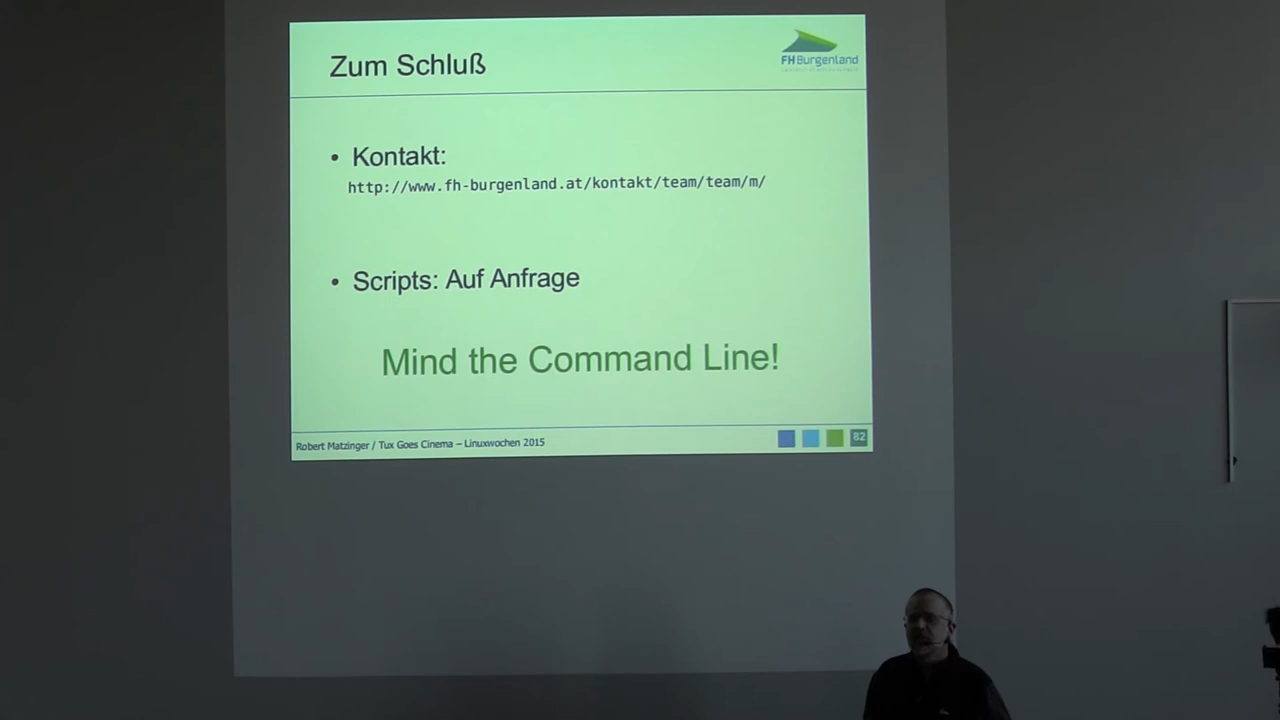 Zum Schluß
FH Burgenland
• Kontakt:
http://www.fh-burgenland.at/kontakt/team/team/m/
• Scripts: Auf Anfrage
Mind the Command Line!
Robert Matzinger / Tux Goes Cinema – Linuxwochen 2015
82